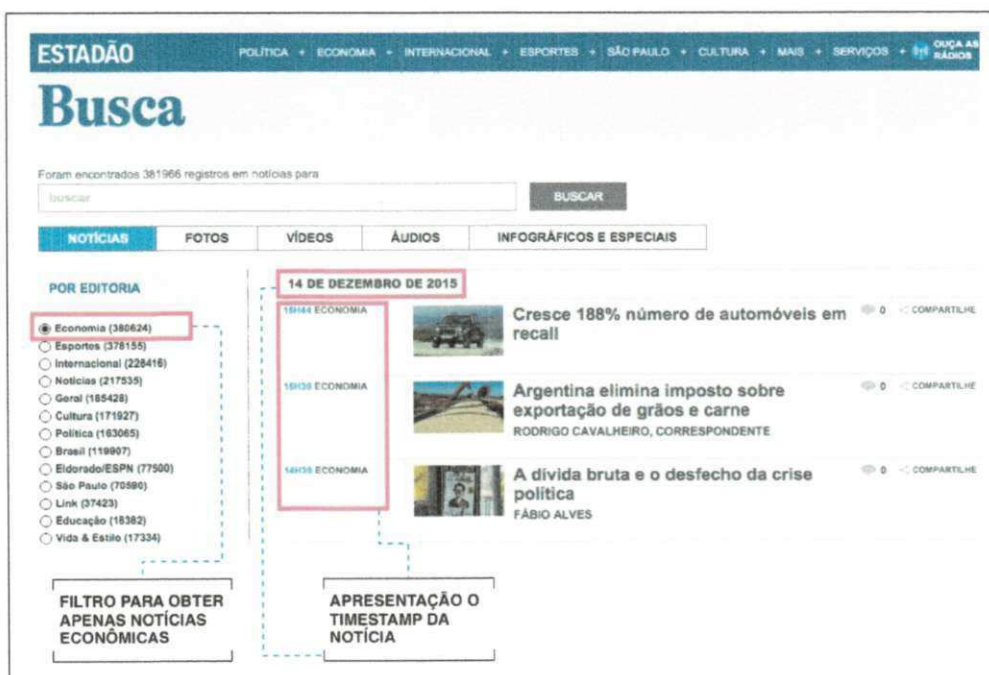 ESTADÃO
POLÍTICA + ECONOMIA + INTERNACIONAL + ESPORTES + SÃO PAULO + CULTURA + MAIS + SERVIÇOS + OUÇA AS RÁDIOS
Busca
Foram encontrados 381966 registros em notícias para
buscar
BUSCAR
NOTÍCIAS FOTOS VÍDEOS ÁUDIOS INFOGRÁFICOS E ESPECIAIS
POR EDITORIA
Economia (380624)
Esportes (378155)
Internacional (228416)
Notícias (217535)
Geral (185428)
Cultura (171927)
Política (163065)
Brasil (119907)
Eldorado/ESPN (77500)
São Paulo (70590)
Link (37423)
Educação (18382)
Vida & Estilo (17334)
14 DE DEZEMBRO DE 2015
ECONOMIA
Cresce 188% número de automóveis em
recall
0 COMPARTILHE
ECONOMIA
Argentina elimina imposto sobre
exportação de grãos e carne
RODRIGO CAVALHEIRO, CORRESPONDENTE
0 COMPARTILHE
ECONOMIA
A dívida bruta e o desfecho da crise
política
FÁBIO ALVES
0 COMPARTILHE
FILTRO PARA OBTER
APENAS NOTÍCIAS
ECONÔMICAS
APRESENTAÇÃO O
TIMESTAMP DA
NOTÍCIA